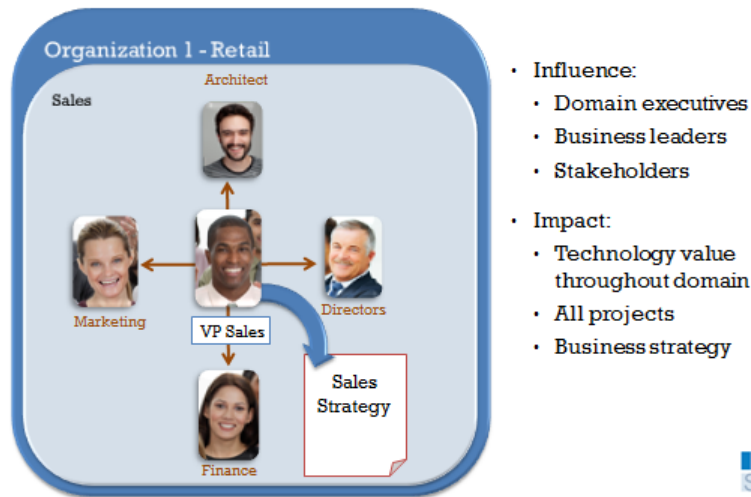 Organization 1 - Retail
Architect
Sales
Marketing
VP Sales
Directors
Finance
Sales
Strategy
• Influence:
• Domain executives
• Business leaders
• Stakeholders
• Impact:
• Technology value
throughout domain
• All projects
• Business strategy